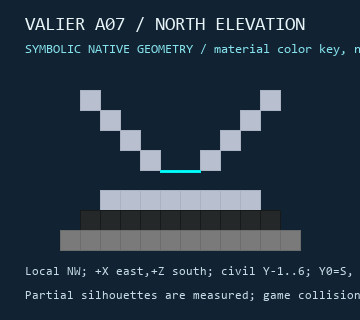 VALIER A07 / NORTH ELEVATION
SYMBOLIC NATIVE GEOMETRY / material color key, n
Local NW; +X east,+Z south; civil Y-1..6; Y0=S,
Partial silhouettes are measured; game collision